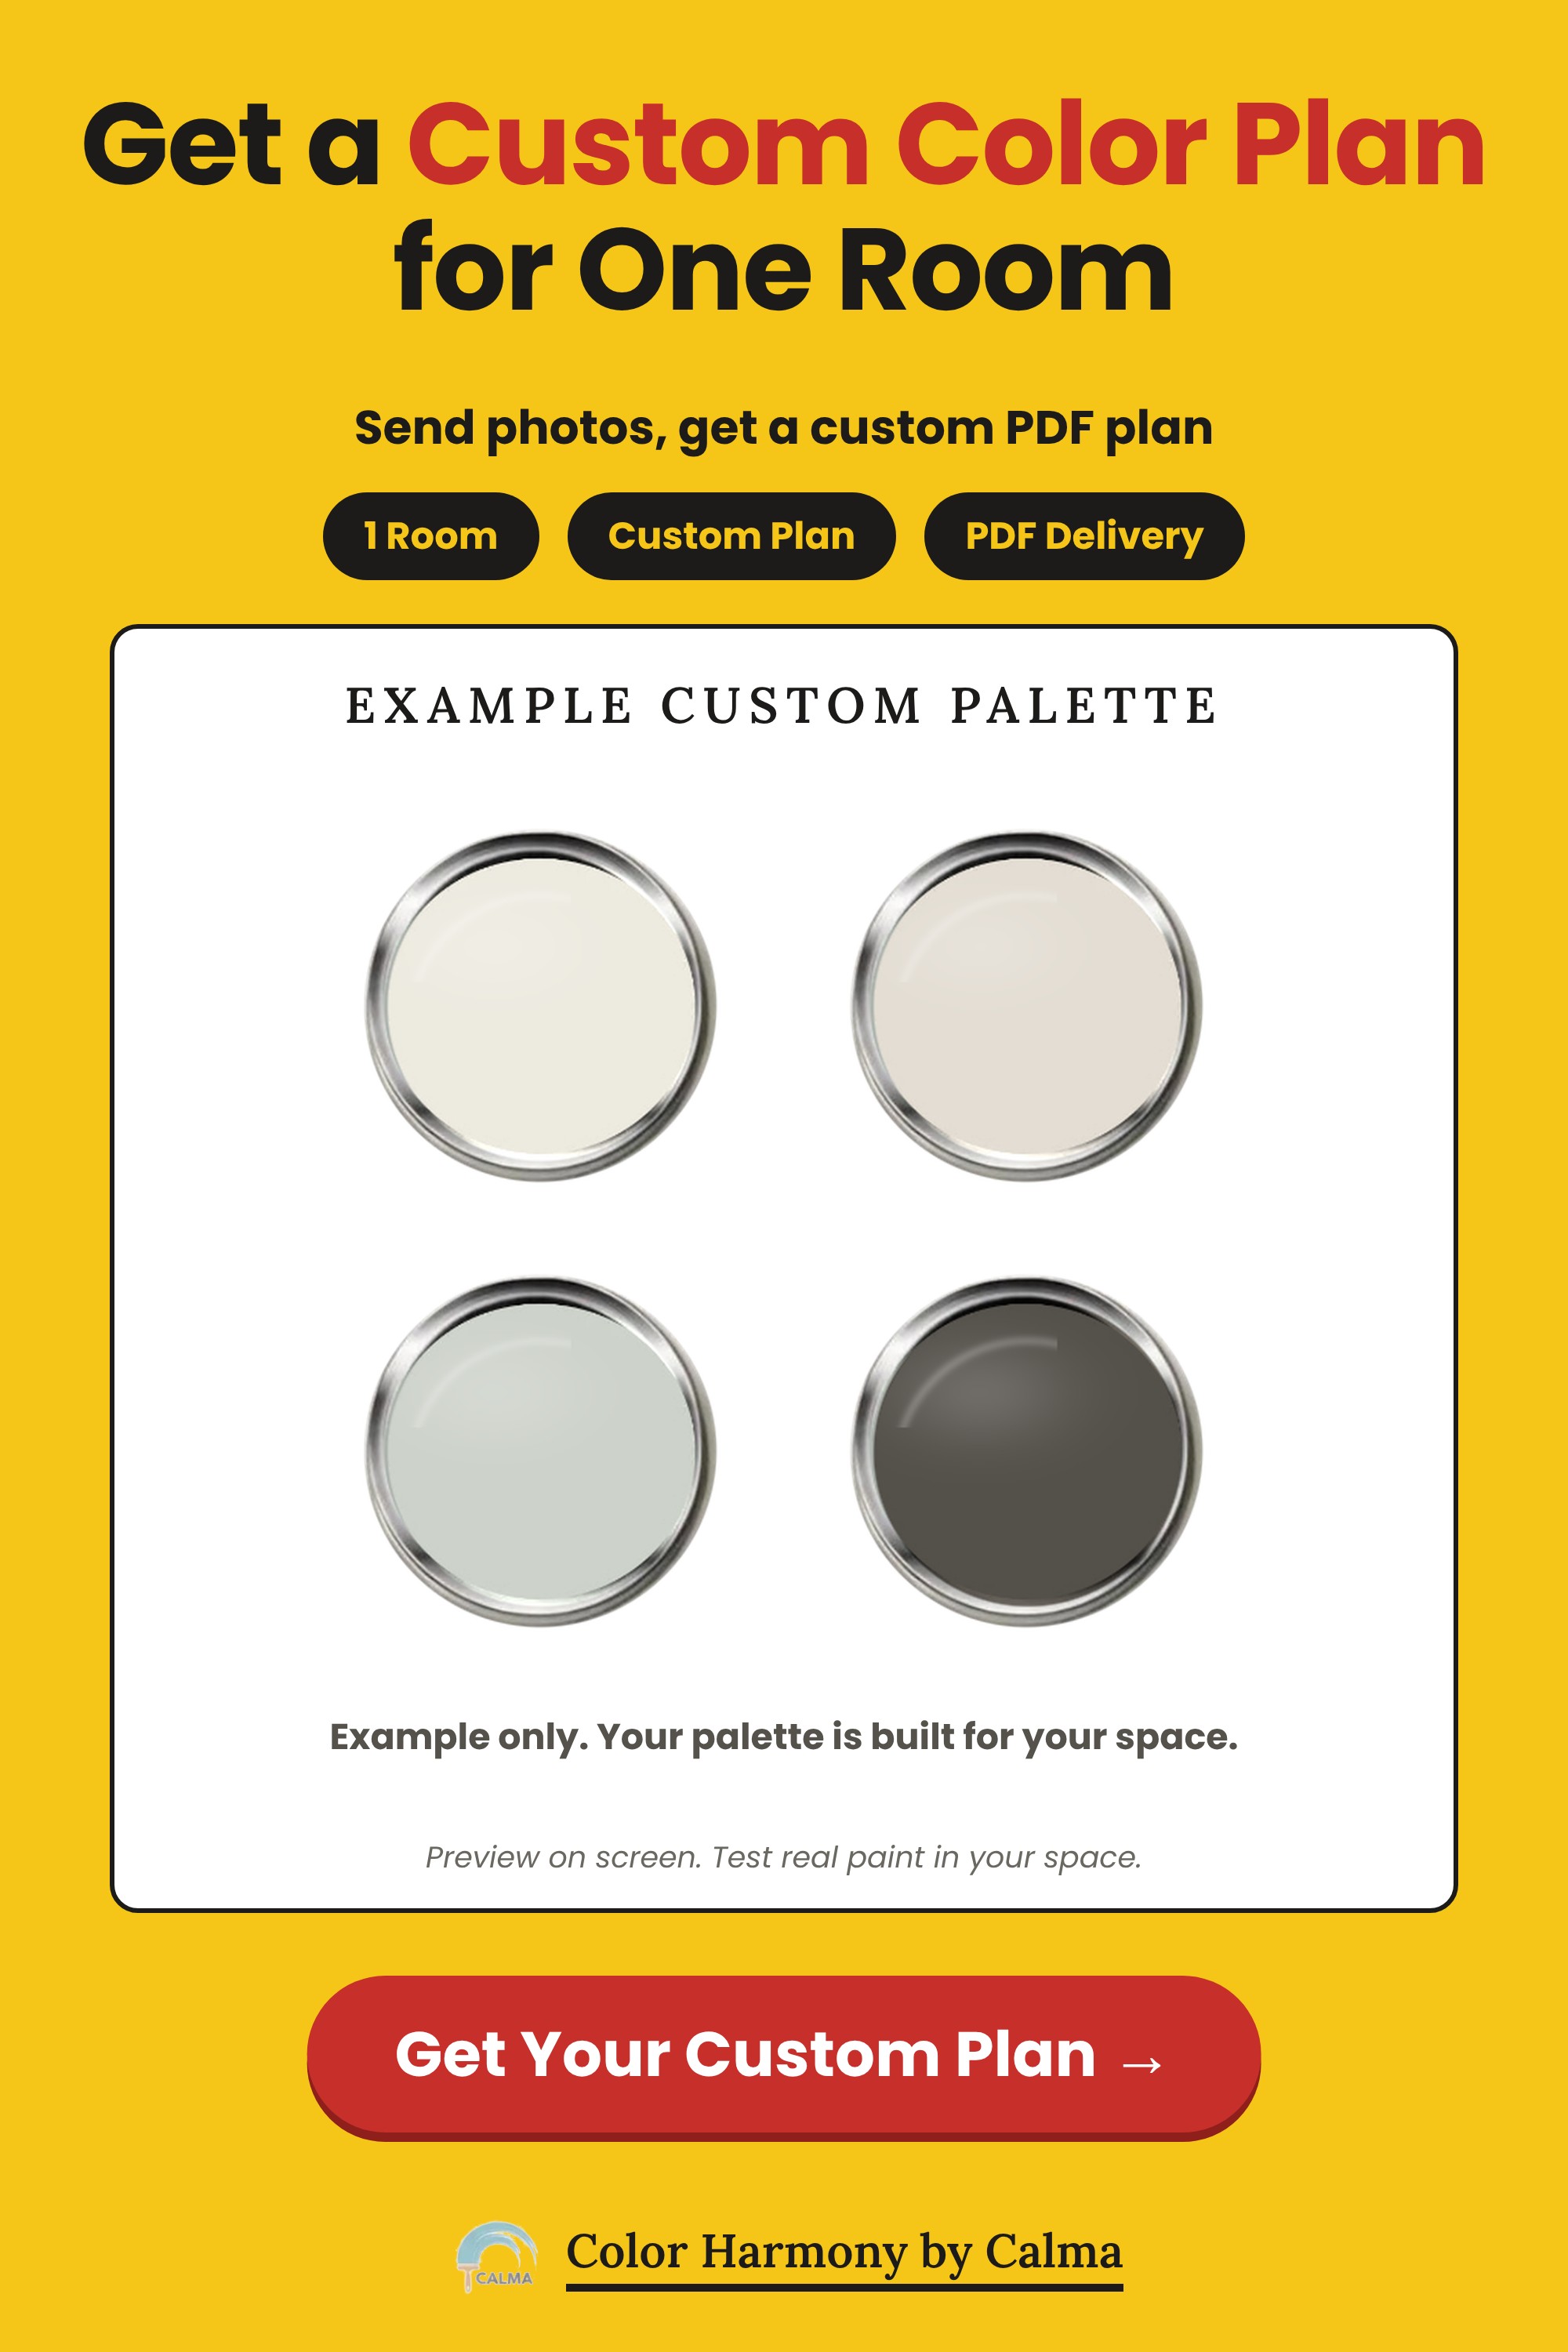 Get a Custom Color Plan
for One Room
Send photos, get a custom PDF plan
1 Room
Custom Plan
PDF Delivery
EXAMPLE CUSTOM PALETTE
Example only. Your palette is built for your space.
Preview on screen. Test real paint in your space.
Get Your Custom Plan →
CALMA
Color Harmony by Calma